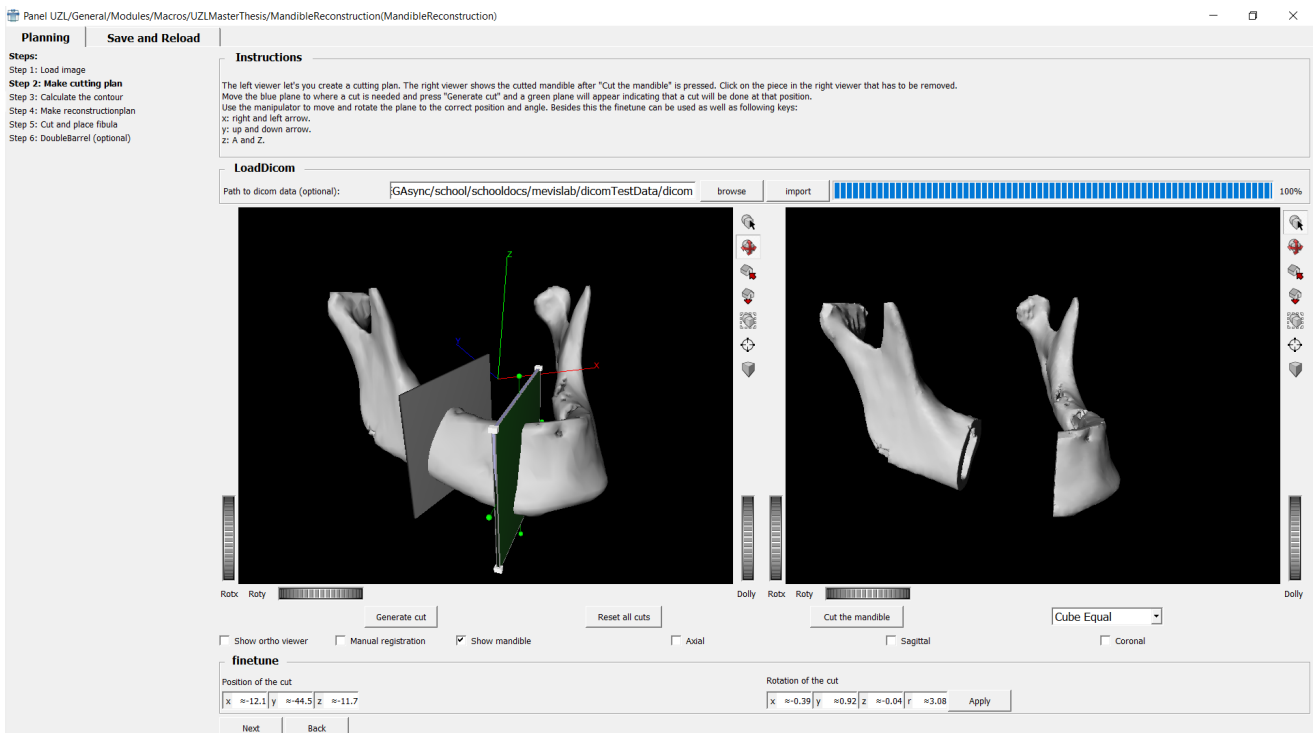 Panel UZL/General/Modules/Macros/UZLMasterThesis/MandibleReconstruction(MandibleReconstruction)
Planning Save and Reload
Steps:
Step 1: Load image
Step 2: Make cutting plan
Step 3: Calculate the contour
Step 4: Make reconstructionplan
Step 5: Cut and place fibula
Step 6: DoubleBarrel (optional)
Instructions
The left viewer let's you create a cutting plan. The right viewer shows the cutted mandible after "Cut the mandible" is pressed. Click on the piece in the right viewer that has to be removed.
Move the blue plane to where a cut is needed and press "Generate cut" and a green plane will appear indicating that a cut will be done at that position.
Use the manipulator to move and rotate the plane to the correct position and angle. Besides this the finetune can be used as well as following keys:
x: right and left arrow.
y: up and down arrow.
z: A and Z.
LoadDicom
Path to dicom data (optional): :GAsync/school/schooldocs/mevislab/dicomTestData/dicom browse import 100%
Z
Y
X
Rotx Roty Dolly Rotx Roty Dolly
Generate cut Reset all cuts Cut the mandible Cube Equal
Show ortho viewer Manual registration Show mandible Axial Sagittal Coronal
finetune
Position of the cut Rotation of the cut
x ≈-12.1 y ≈-44.5 z ≈-11.7 x ≈-0.39 y ≈0.92 z ≈-0.04 r ≈3.08 Apply
Next Back